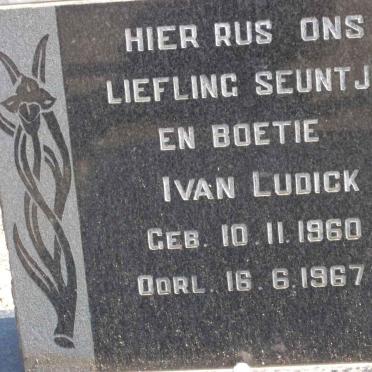 HIER RUS ONS
LIEFLING SEUNTJ
EN BOETIE
IVAN LUDICK
GEB. 10.11.1960
OORL. 16.6.1967